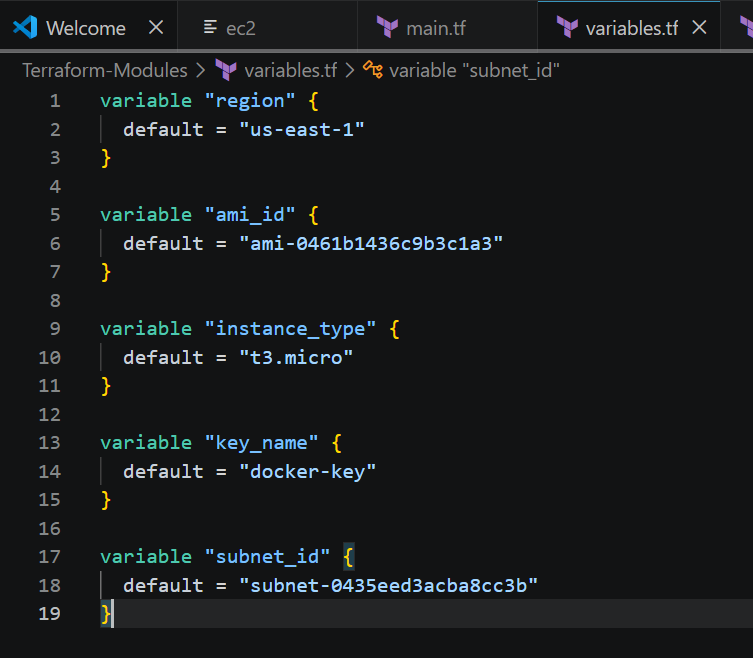 Welcome ec2 main.tf variables.tf
Terraform-Modules > variables.tf > variable "subnet_id"
1 variable "region" {
2   default = "us-east-1"
3 }
4
5 variable "ami_id" {
6   default = "ami-0461b1436c9b3c1a3"
7 }
8
9 variable "instance_type" {
10   default = "t3.micro"
11 }
12
13 variable "key_name" {
14   default = "docker-key"
15 }
16
17 variable "subnet_id" {
18   default = "subnet-0435eed3acba8cc3b"
19 }